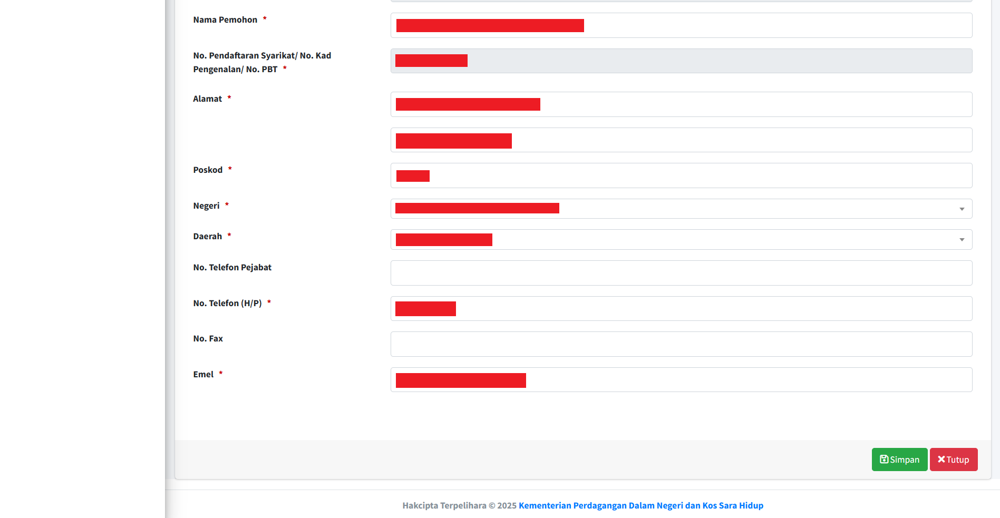 Nama Pemohon *
No. Pendaftaran Syarikat/ No. Kad
Pengenalan/ No. PBT *
Alamat *
Poskod *
Negeri *
Daerah *
No. Telefon Pejabat
No. Telefon (H/P) *
No. Fax
Emel *
Simpan Tutup
Hakcipta Terpelihara © 2025 Kementerian Perdagangan Dalam Negeri dan Kos Sara Hidup